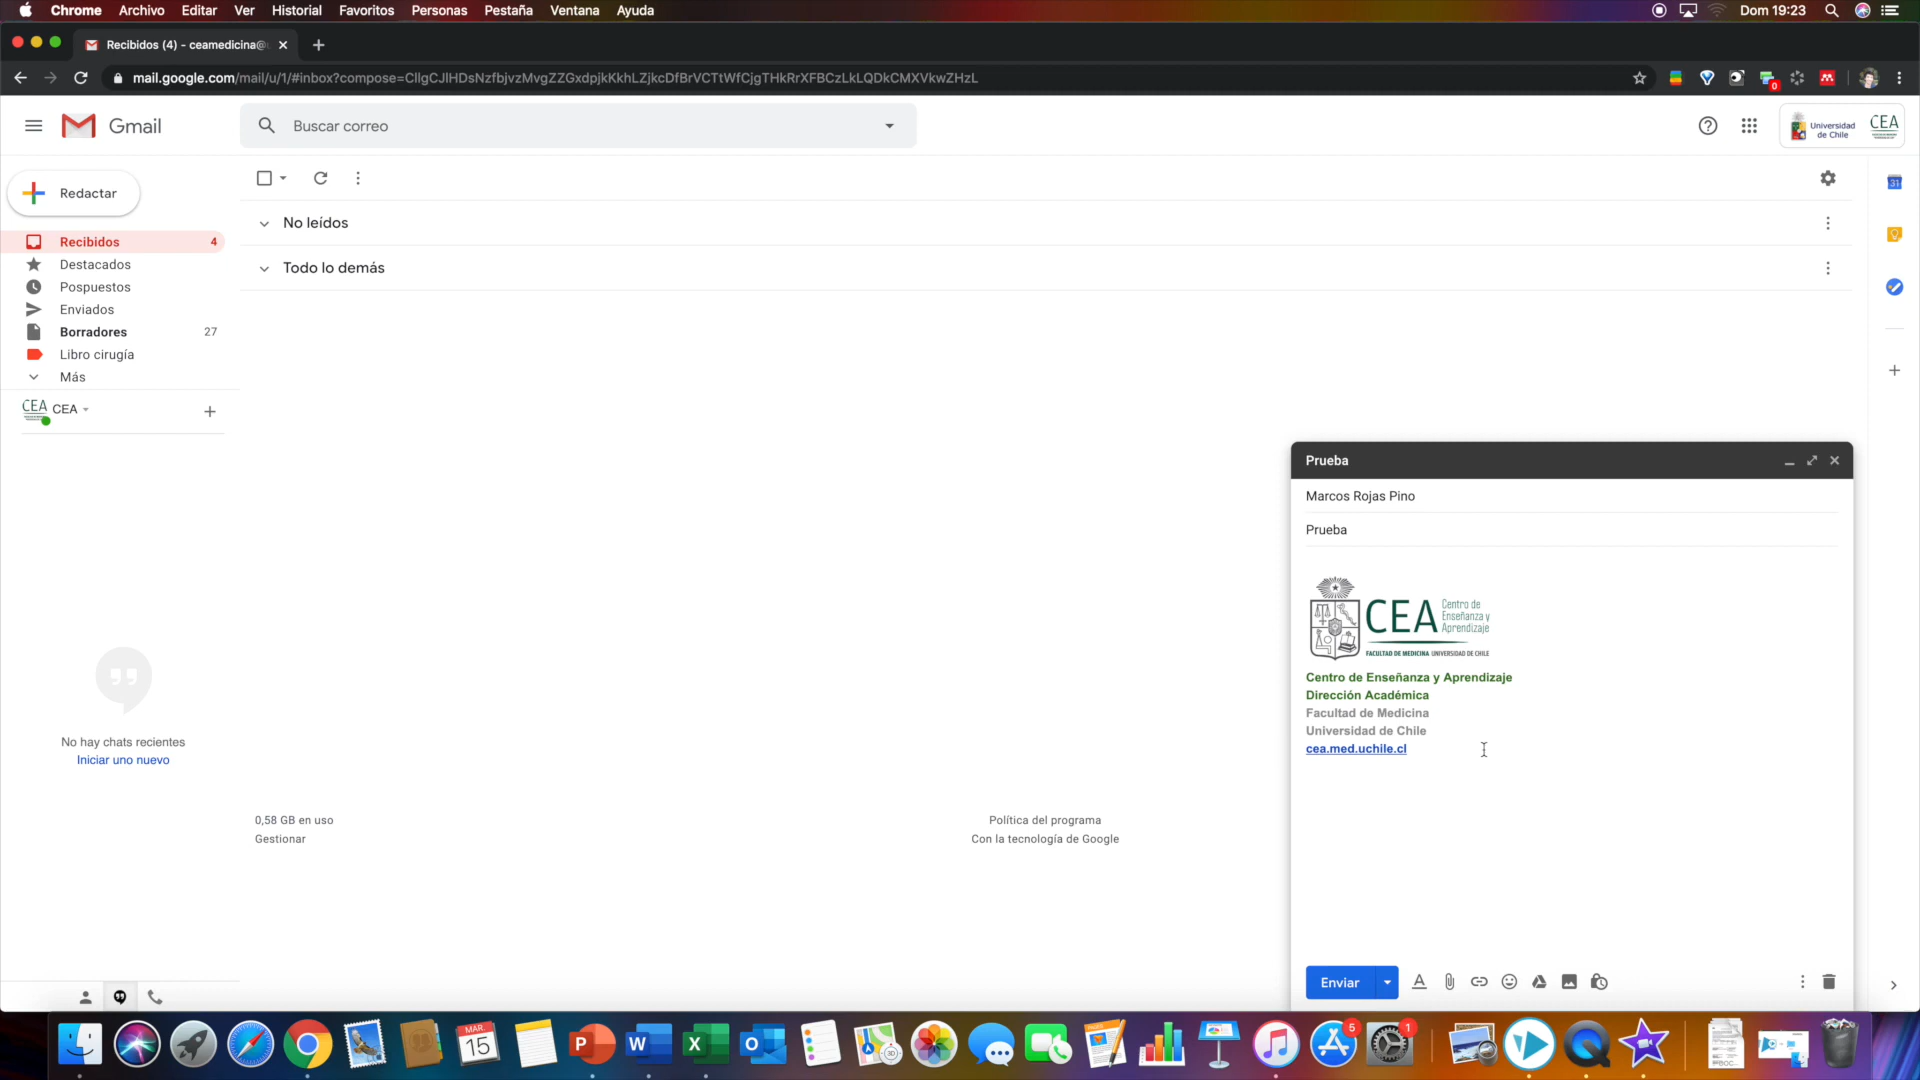 Chrome Archivo Editar Ver Historial Favoritos Personas Pestaña Ventana Ayuda
Dom 19:23
Recibidos (4) - ceamedicina@
mail.google.com/mail/u/1/#inbox?compose=CllgCJlHDsNzfbjvzMvgZZGxdpjkKkhLZjkcDfBrVCTtWfCjgTHkRrXFBCzLkLQDkCMXVkwZHzL
0
Gmail
Buscar correo
Universidad de Chile
CEA
Redactar
Recibidos 4
Destacados
Pospuestos
Enviados
Borradores 27
Libro cirugía
Más
CEA CEA
No leídos
Todo lo demás
31
No hay chats recientes
Iniciar uno nuevo
0,58 GB en uso
Gestionar
Política del programa
Con la tecnología de Google
Prueba
Marcos Rojas Pino
Prueba
CEA Centro de
Enseñanza y
Aprendizaje
FACULTAD DE MEDICINA UNIVERSIDAD DE CHILE
Centro de Enseñanza y Aprendizaje
Dirección Académica
Facultad de Medicina
Universidad de Chile
cea.med.uchile.cl
Enviar
MAR.
15
P
W
X
O
3D
5
1